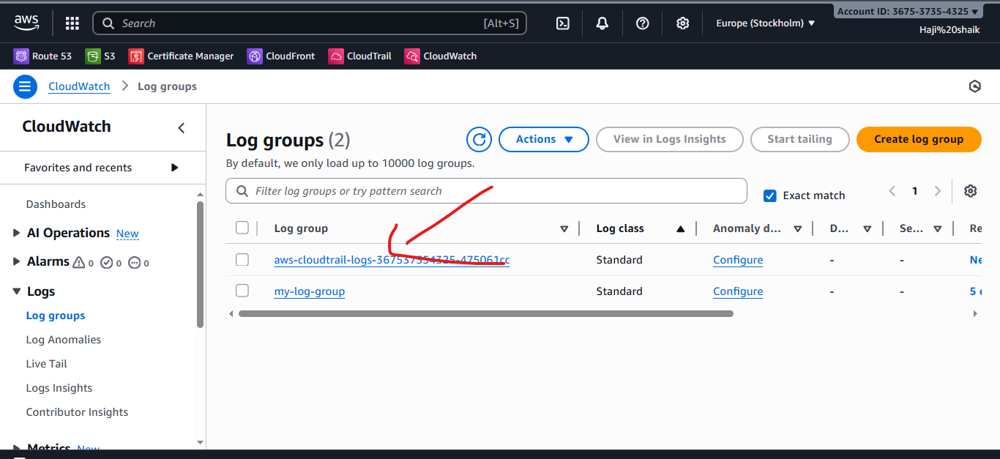 aws
Search [Alt+S]
Europe (Stockholm)
Account ID: 3675-3735-4325
Haji%20shaik
Route 53 S3 Certificate Manager CloudFront CloudTrail CloudWatch
CloudWatch Log groups
CloudWatch
Favorites and recents
Dashboards
AI Operations New
Alarms 0 0 0
Logs
Log groups
Log Anomalies
Live Tail
Logs Insights
Contributor Insights
Metrics New
Log groups (2)
Actions View in Logs Insights Start tailing Create log group
By default, we only load up to 10000 log groups.
Filter log groups or try pattern search Exact match 1
Log group Log class Anomaly d... D... Se... Re
aws-cloudtrail-logs-367537354325-475061cc Standard Configure - - Ne
my-log-group Standard Configure - - 5